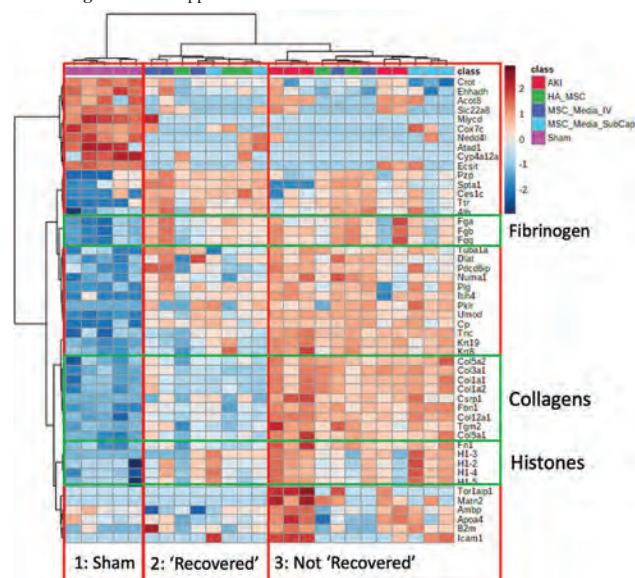 class
Crot
Ehhadh
Acot8
Slc22a8
Mlycd
Cox7c
Nedd4l
Atad1
Cyp4a12a
Ecsit
Pzp
Spta1
Ces1c
Ttr
Fga
Fgb
Fgg
Tuba1a
Dlat
Pdcd6ip
Numa1
Plg
Itih4
Pklr
Umod
Cp
Tnc
Krt19
Krt8
Col5a2
Col3a1
Col1a1
Col1a2
Csrp1
Fbn1
Col12a1
Tgm2
Col5a1
Fn1
H1-3
H1-2
H1-4
H1-5
Tor1aip1
Matn2
Ambp
Apoa4
B2m
Icam1
2
1
0
-1
-2
class
AKI
HA_MSC
MSC_Media_IV
MSC_Media_SubCap
Sham
Fibrinogen
Collagens
Histones
1: Sham
2: 'Recovered'
3: Not 'Recovered'